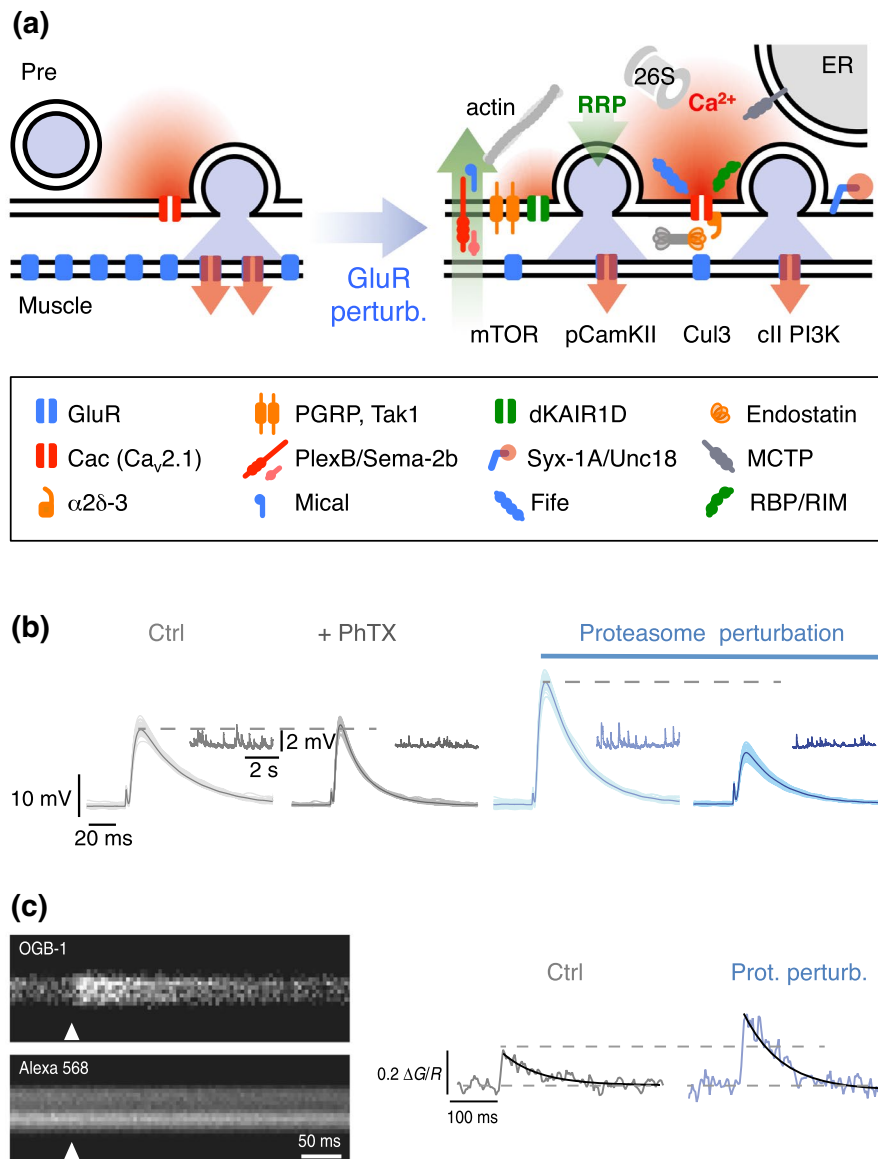 (a)
Pre
Muscle
GluR
perturb.
actin
RRP
26S
Ca²⁺
ER
mTOR pCamKII Cul3 cII PI3K
GluR PGRP, Tak1 dKAIR1D Endostatin
Cac (Caᵥ2.1) PlexB/Sema-2b Syx-1A/Unc18 MCTP
α2δ-3 Mical Fife RBP/RIM
(b)
Ctrl + PhTX Proteasome perturbation
2 mV
2 s
10 mV
20 ms
(c)
OGB-1
Alexa 568
50 ms
Ctrl Prot. perturb.
0.2 ΔG/R
100 ms